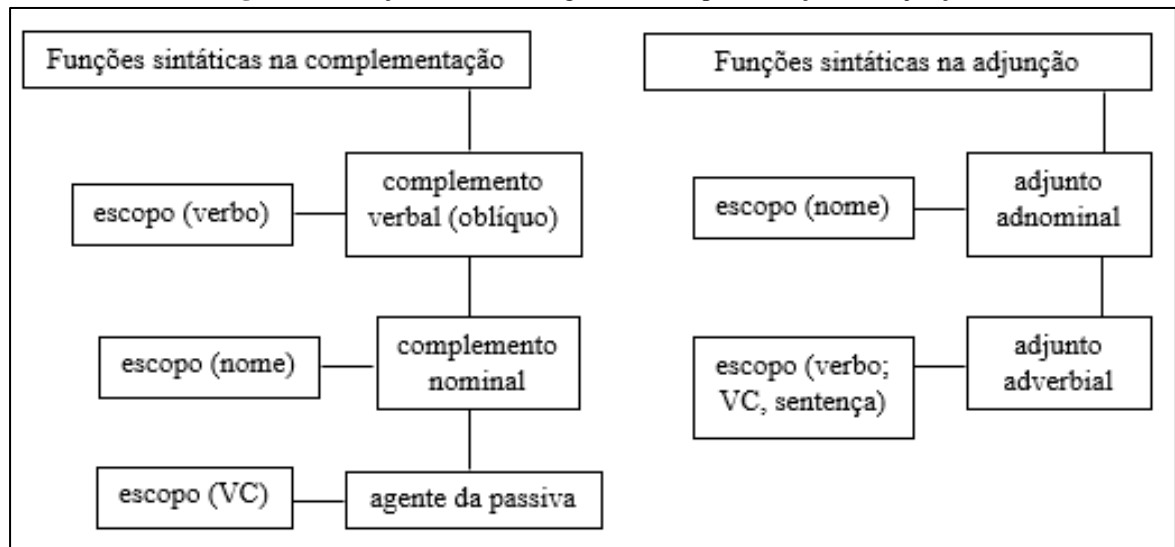 Funções sintáticas na complementação
complemento
verbal (oblíquo)
escopo (verbo)
complemento
nominal
escopo (nome)
escopo (VC)
agente da passiva
Funções sintáticas na adjunção
adjunto
adnominal
escopo (nome)
adjunto
adverbial
escopo (verbo;
VC, sentença)